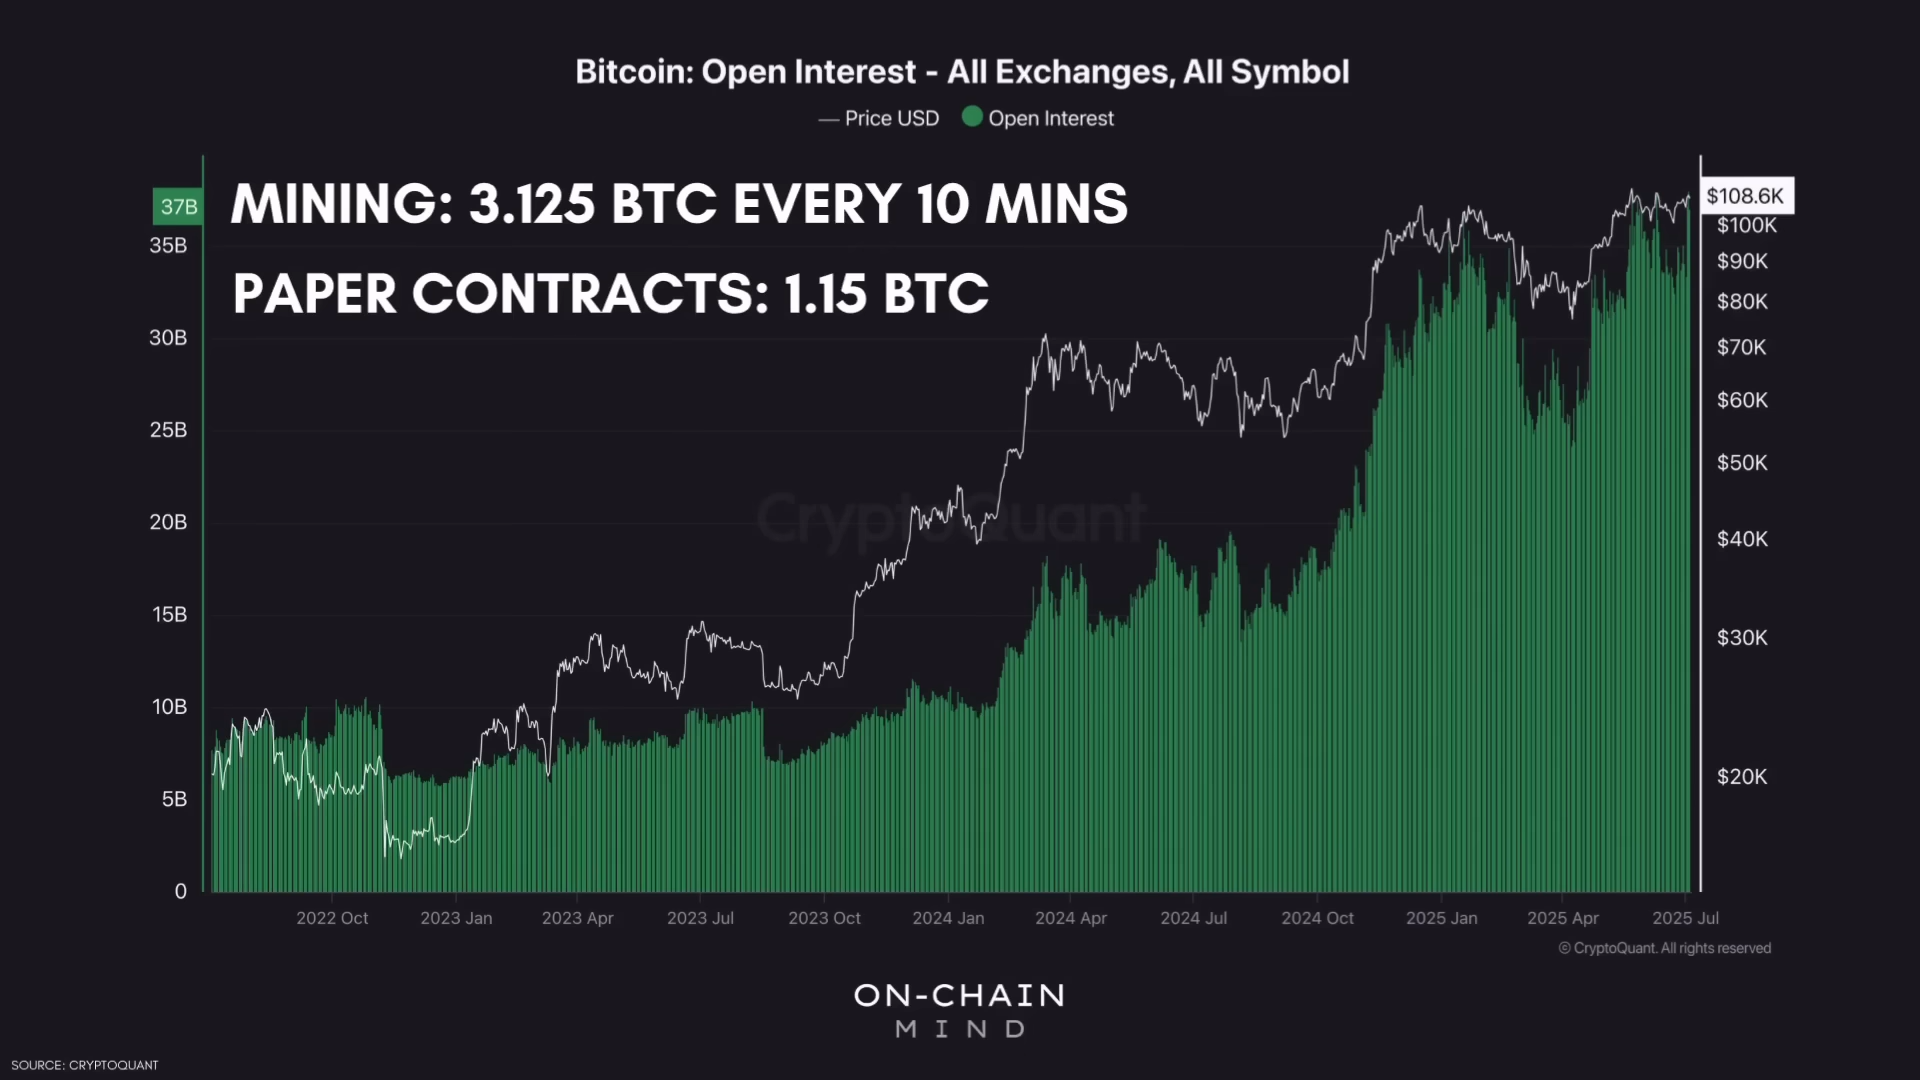 Bitcoin: Open Interest - All Exchanges, All Symbol
Price USD Open Interest
MINING: 3.125 BTC EVERY 10 MINS
PAPER CONTRACTS: 1.15 BTC
37B
35B
30B
25B
20B
15B
10B
5B
0
$108.6K
$100K
$90K
$80K
$70K
$60K
$50K
$40K
$30K
$20K
CryptoQuant
2022 Oct 2023 Jan 2023 Apr 2023 Jul 2023 Oct 2024 Jan 2024 Apr 2024 Jul 2024 Oct 2025 Jan 2025 Apr 2025 Jul
© CryptoQuant. All rights reserved
ON-CHAIN
MIND
SOURCE: CRYPTOQUANT